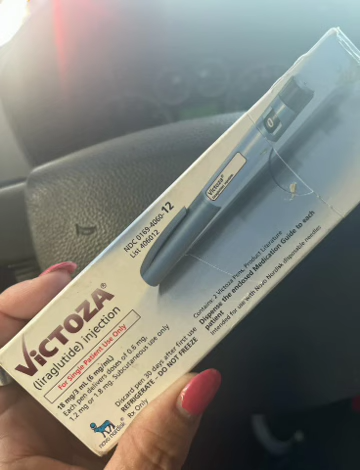 NDC 0169-4060-12
List 406012
Victoza®
VICTOZA®
(liraglutide) injection
For Single Patient Use Only
18 mg/3 mL (6 mg/mL)
Each pen delivers doses of 0.6 mg,
1.2 mg or 1.8 mg. Subcutaneous use only
Discard pen 30 days after first use
REFRIGERATE – DO NOT FREEZE
Rx Only
novo nordisk®
Contains: 2 Victoza Pens, Product Literature
Dispense the enclosed Medication Guide to each
patient
Intended for use with Novo Nordisk disposable needles